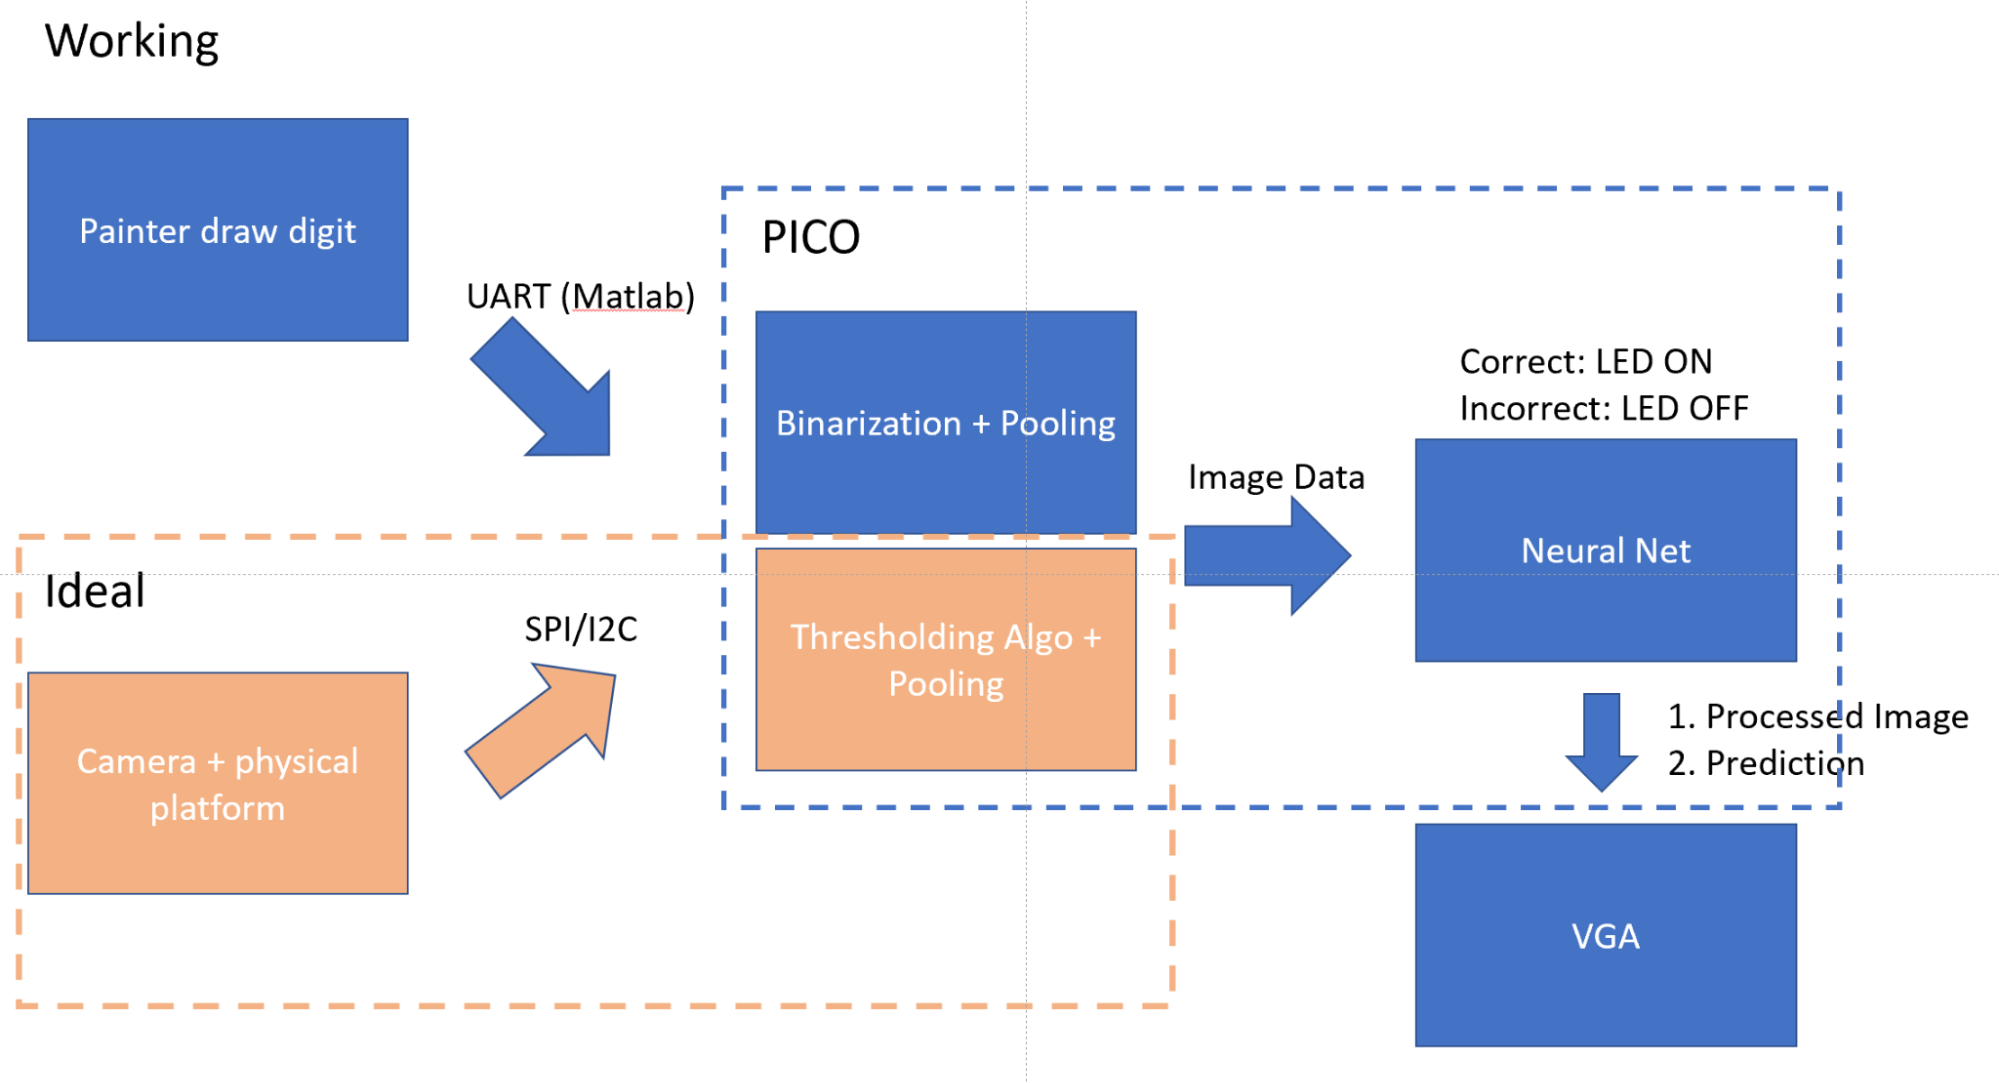 Working
Painter draw digit
UART (Matlab)
PICO
Binarization + Pooling
Image Data
Correct: LED ON
Incorrect: LED OFF
Neural Net
Ideal
SPI/I2C
Camera + physical
platform
Thresholding Algo +
Pooling
1. Processed Image
2. Prediction
VGA